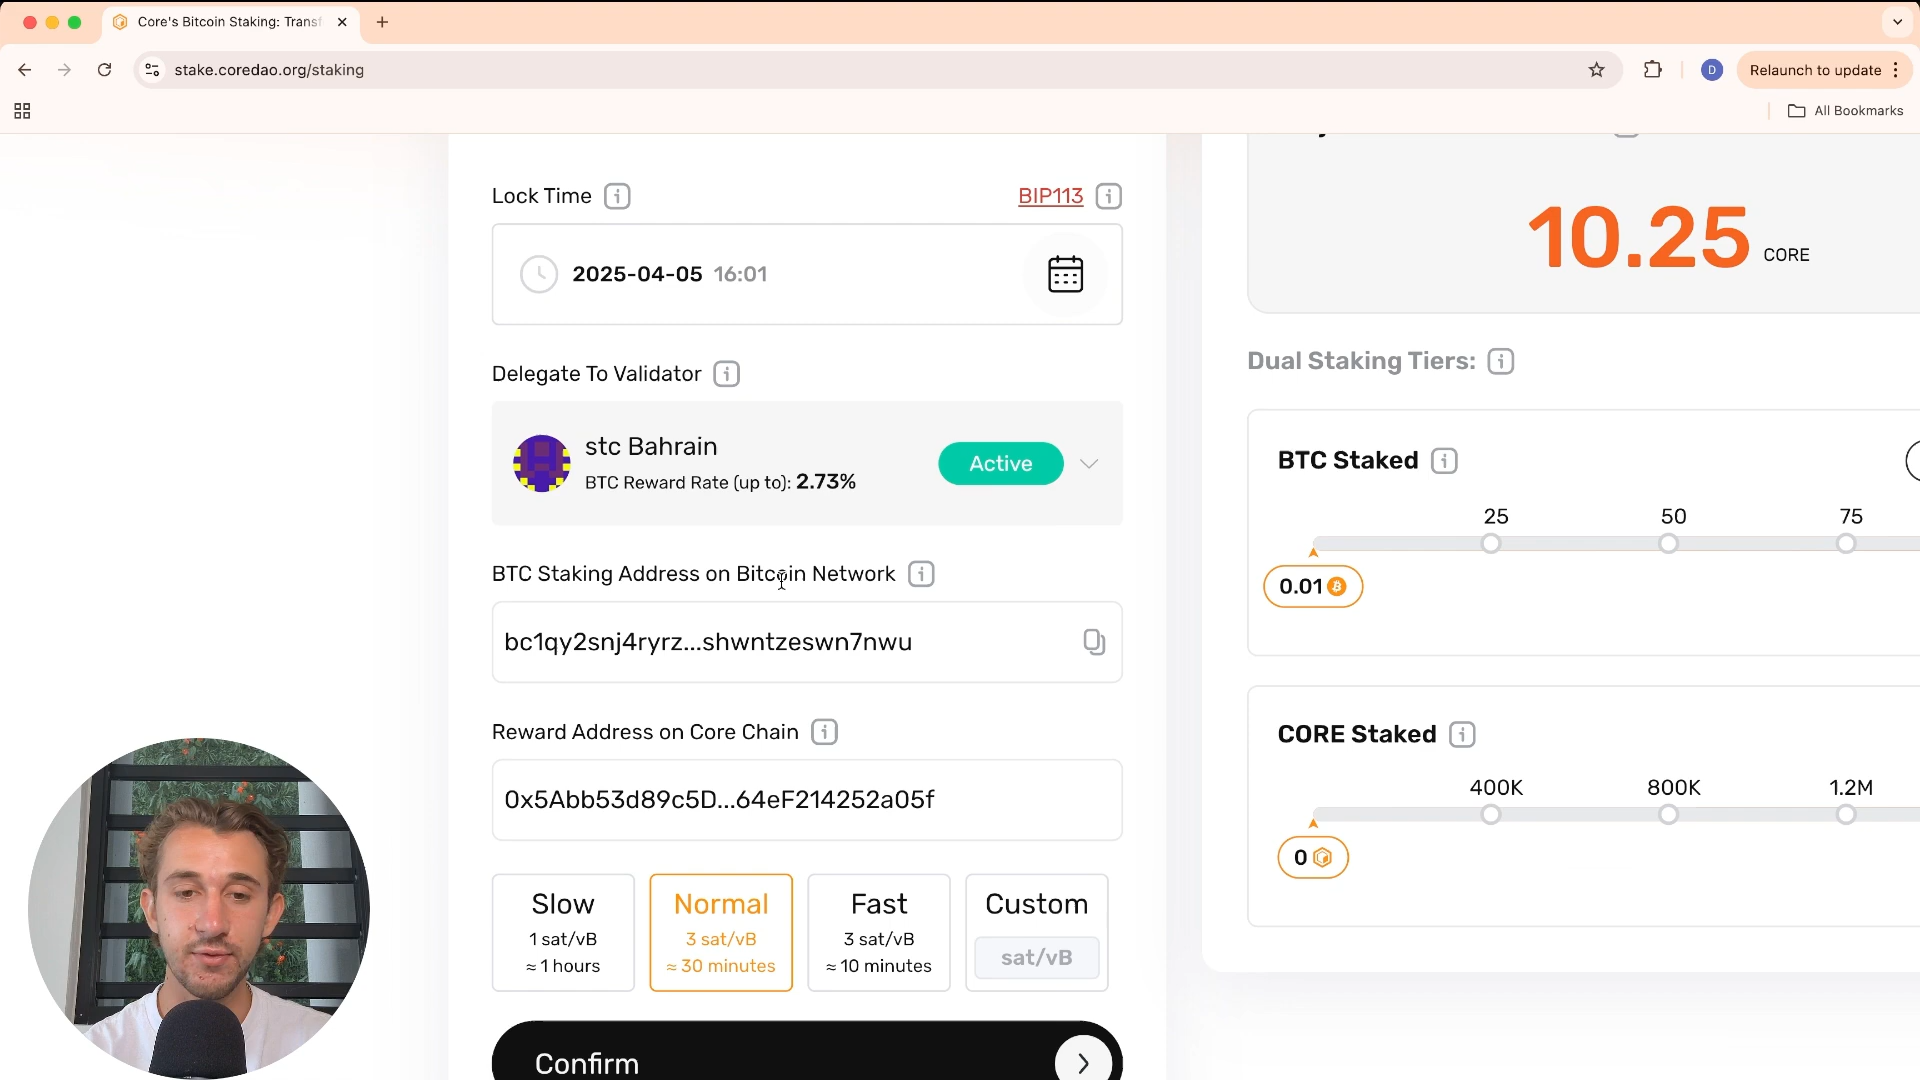 Core's Bitcoin Staking: Transf
stake.coredao.org/staking
D
Relaunch to update
All Bookmarks
Lock Time
BIP113
2025-04-05 16:01
Delegate To Validator
stc Bahrain
BTC Reward Rate (up to): 2.73%
Active
BTC Staking Address on Bitcoin Network
bc1qy2snj4ryrz...shwntzeswn7nwu
Reward Address on Core Chain
0x5Abb53d89c5D...64eF214252a05f
Slow
1 sat/vB
≈ 1 hours
Normal
3 sat/vB
≈ 30 minutes
Fast
3 sat/vB
≈ 10 minutes
Custom
sat/vB
Confirm
10.25 CORE
Dual Staking Tiers:
BTC Staked
25 50 75
0.01
CORE Staked
400K 800K 1.2M
0